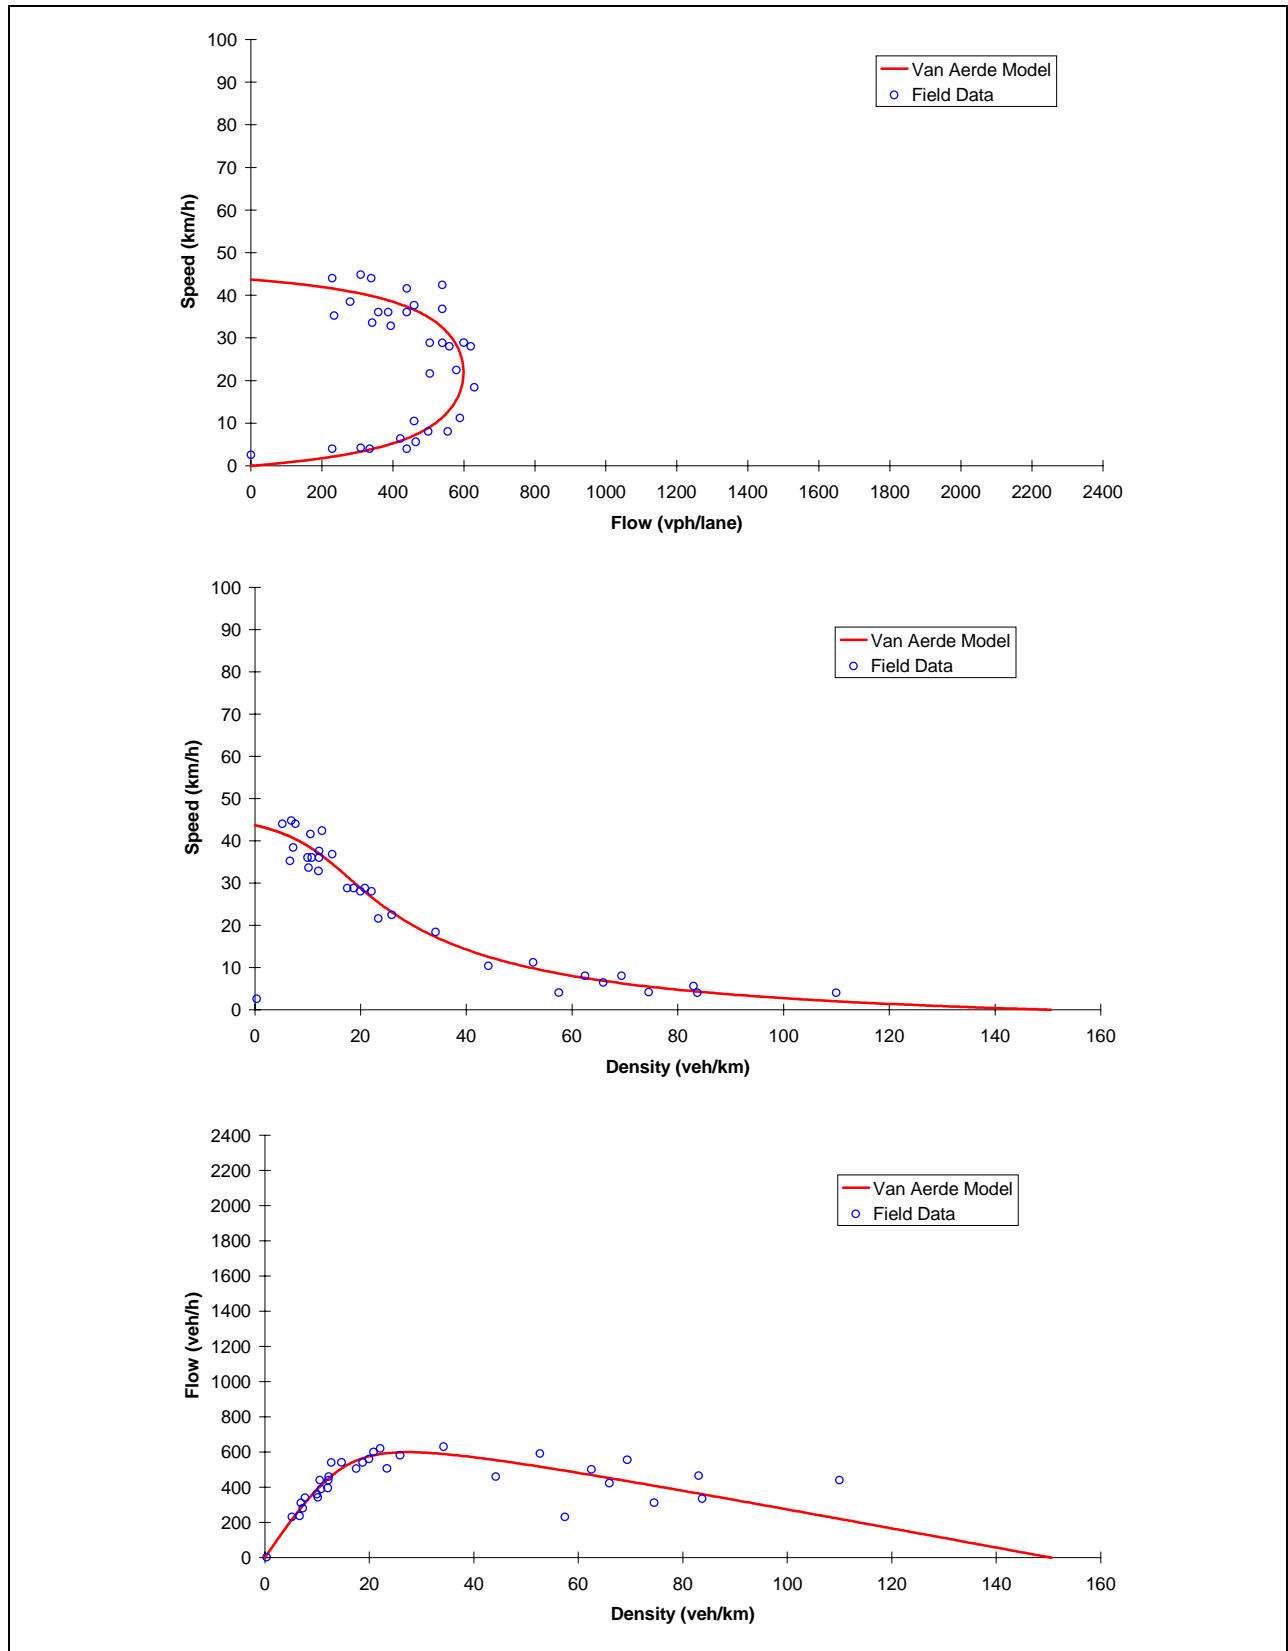 100
90
80
70
60
50
40
30
20
10
0
Speed (km/h)
Van Aerde Model
Field Data
0 200 400 600 800 1000 1200 1400 1600 1800 2000 2200 2400
Flow (vph/lane)
100
90
80
70
60
50
40
30
20
10
0
Speed (km/h)
Van Aerde Model
Field Data
0 20 40 60 80 100 120 140 160
Density (veh/km)
2400
2200
2000
1800
1600
1400
1200
1000
800
600
400
200
0
Flow (veh/h)
Van Aerde Model
Field Data
0 20 40 60 80 100 120 140 160
Density (veh/km)